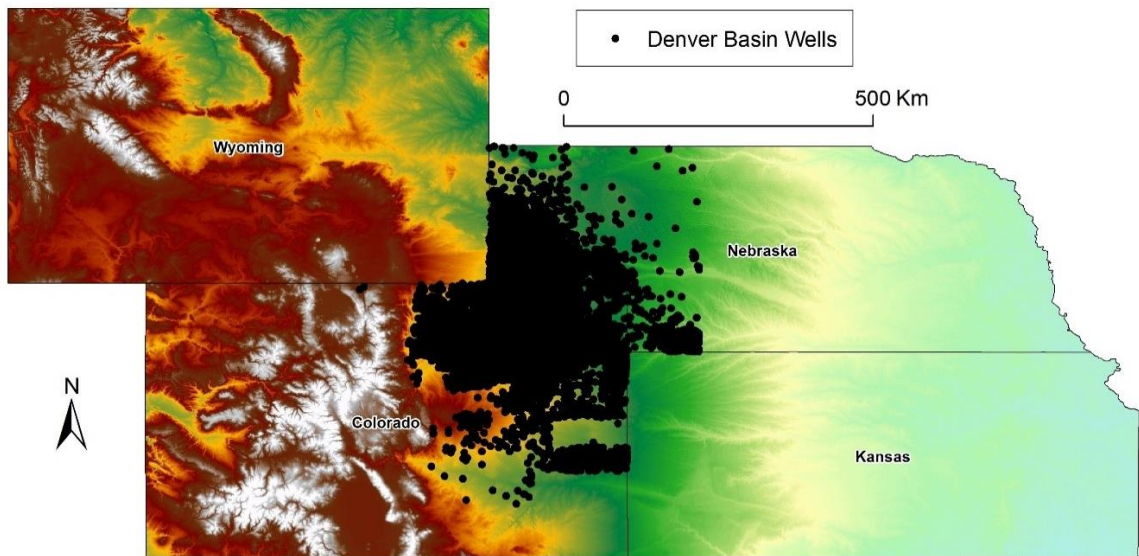 Denver Basin Wells
0 500 Km
Wyoming
Nebraska
N
Colorado
Kansas